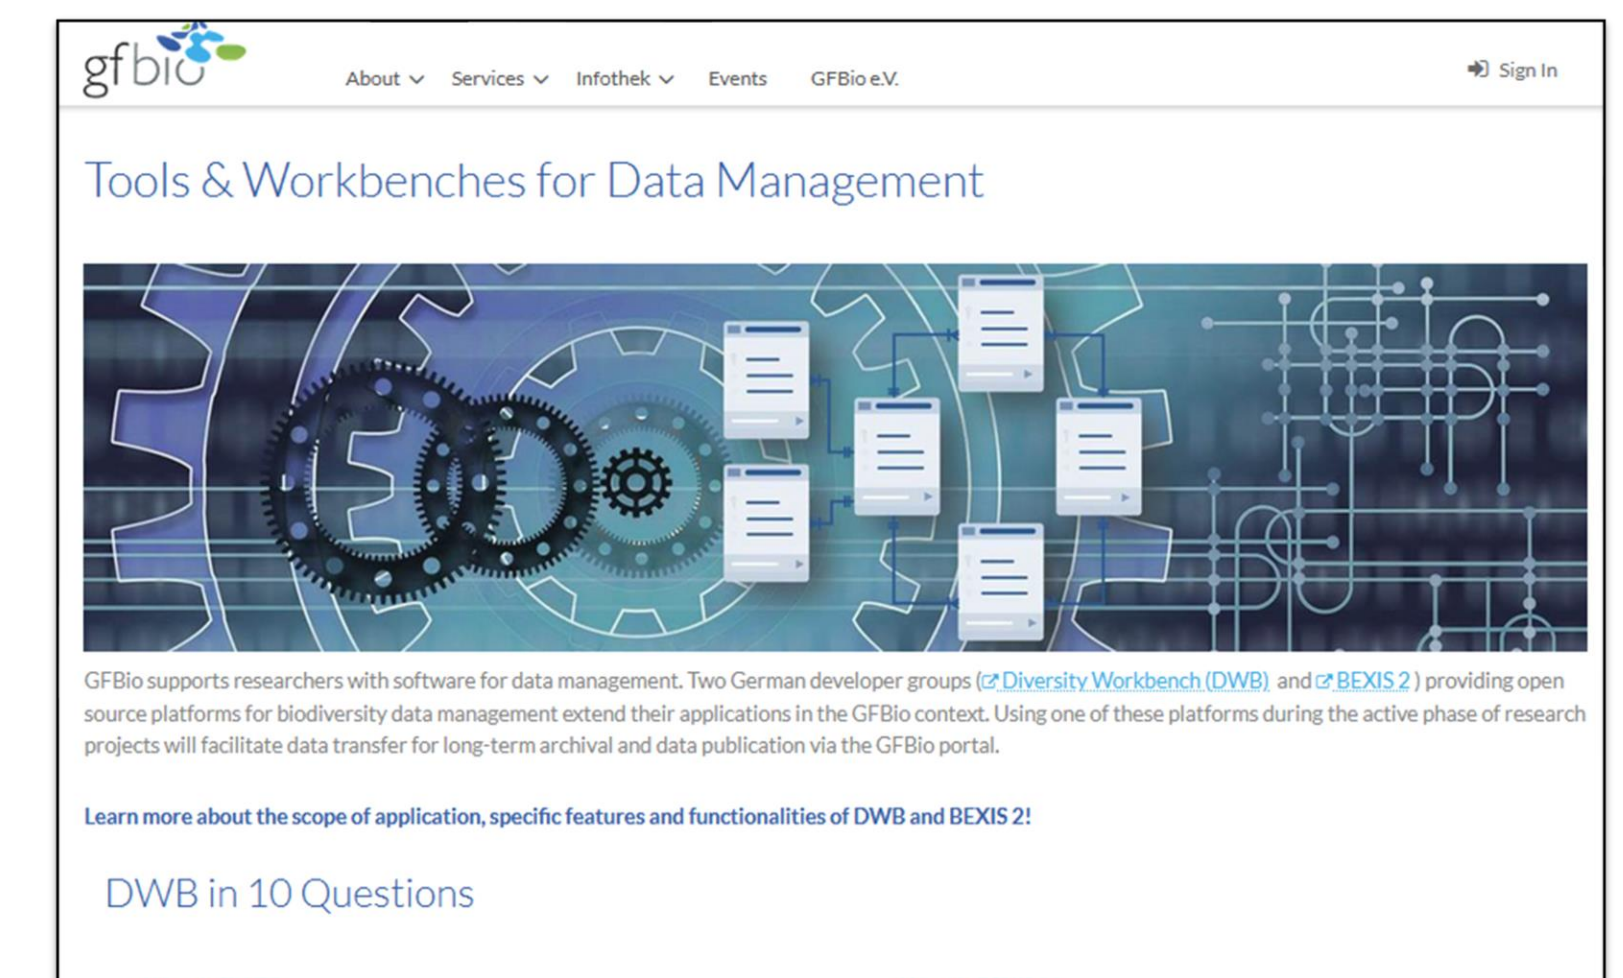 gfbio
About Services Infothek Events GFBio e.V. Sign In
Tools & Workbenches for Data Management
GFBio supports researchers with software for data management. Two German developer groups ( Diversity Workbench (DWB) and BEXIS 2 ) providing open
source platforms for biodiversity data management extend their applications in the GFBio context. Using one of these platforms during the active phase of research
projects will facilitate data transfer for long-term archival and data publication via the GFBio portal.
Learn more about the scope of application, specific features and functionalities of DWB and BEXIS 2!
DWB in 10 Questions